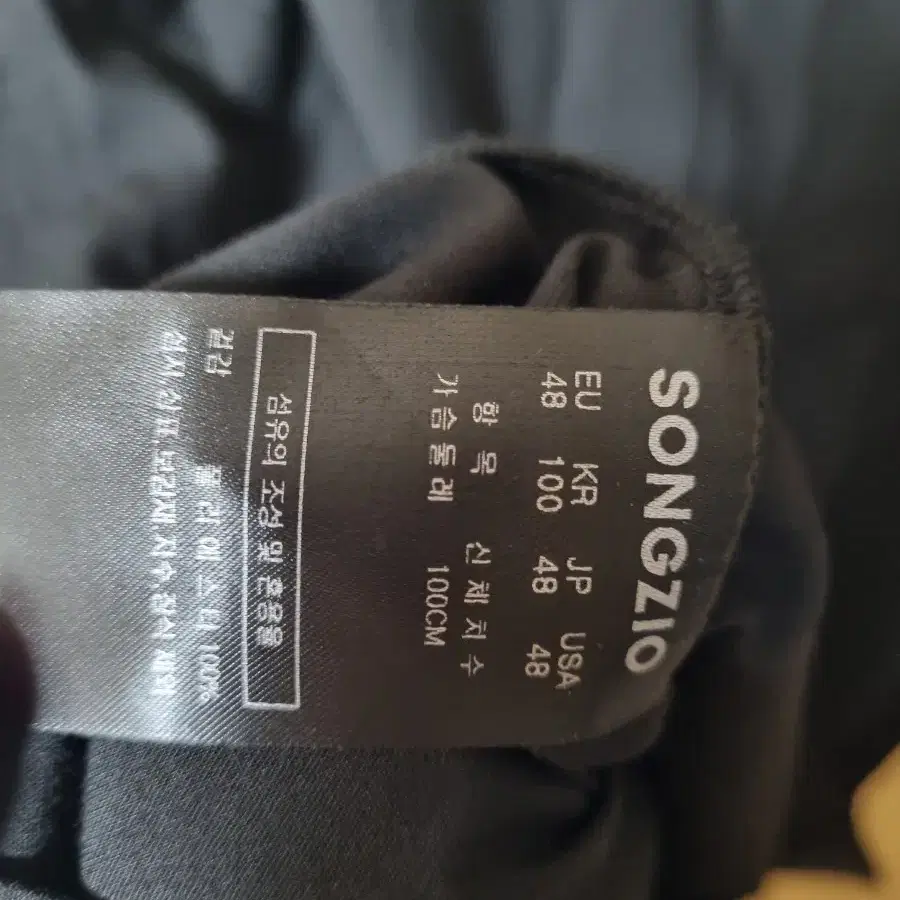 SONGZIO
EU KR JP USA
48 100 48 48
항목 신체치수
가슴둘레 100CM
섬유의 조성 및 혼용율
겉감 폴리에스터 100%